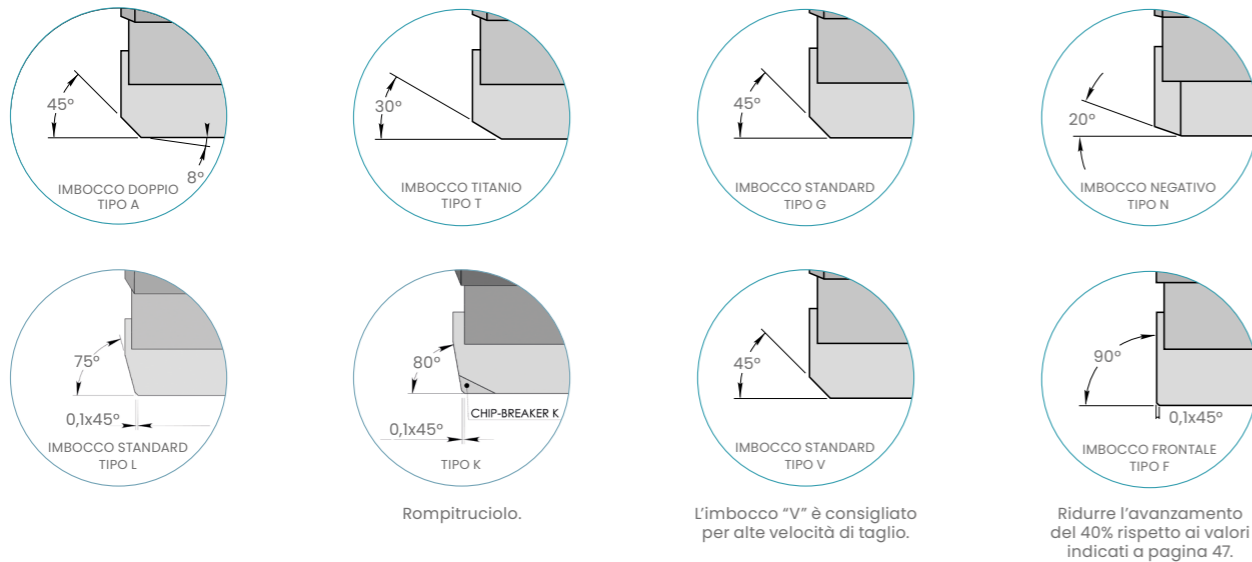 45°
8°
IMBOCCO DOPPIO
TIPO A
30°
IMBOCCO TITANIO
TIPO T
45°
IMBOCCO STANDARD
TIPO G
20°
IMBOCCO NEGATIVO
TIPO N
75°
0,1x45°
IMBOCCO STANDARD
TIPO L
80°
CHIP-BREAKER K
0,1x45°
TIPO K
Rompitruciolo.
45°
IMBOCCO STANDARD
TIPO V
L'imbocco "V" è consigliato
per alte velocità di taglio.
90°
0,1x45°
IMBOCCO FRONTALE
TIPO F
Ridurre l'avanzamento
del 40% rispetto ai valori
indicati a pagina 47.